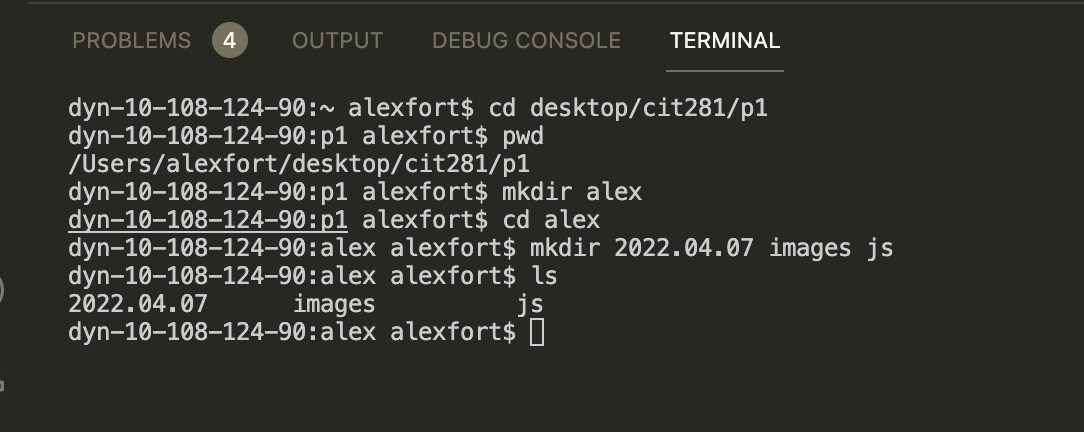 PROBLEMS 4 OUTPUT DEBUG CONSOLE TERMINAL
dyn-10-108-124-90:~ alexfort$ cd desktop/cit281/p1
dyn-10-108-124-90:p1 alexfort$ pwd
/Users/alexfort/desktop/cit281/p1
dyn-10-108-124-90:p1 alexfort$ mkdir alex
dyn-10-108-124-90:p1 alexfort$ cd alex
dyn-10-108-124-90:alex alexfort$ mkdir 2022.04.07 images js
dyn-10-108-124-90:alex alexfort$ ls
2022.04.07 images js
dyn-10-108-124-90:alex alexfort$